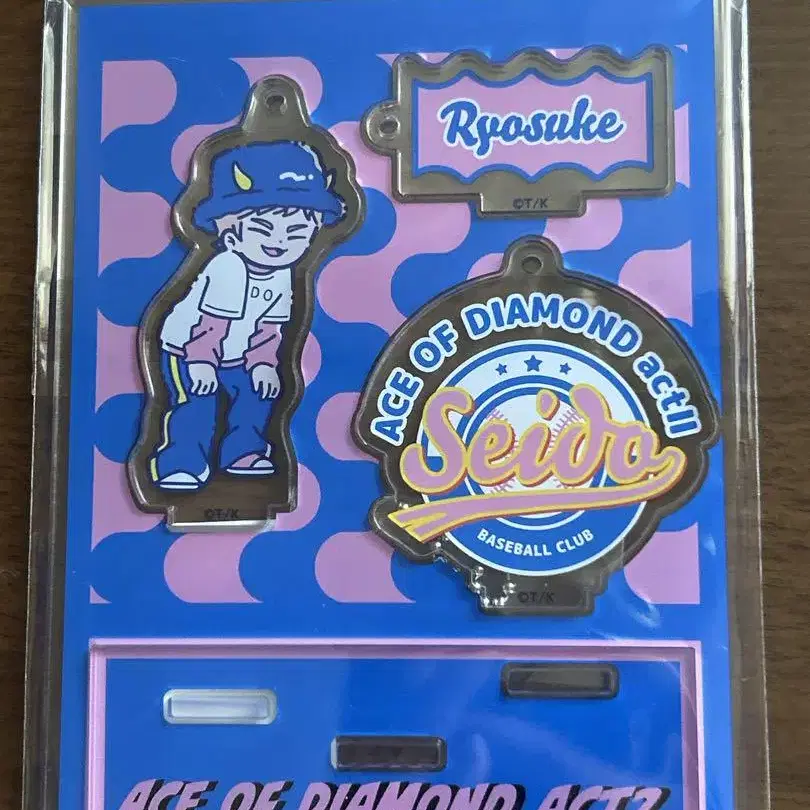 Ryosuke
©T/K
DO
©T/K
ACE OF DIAMOND actII
Seido
BASEBALL CLUB
©T/K
ACE OF DIAMOND ACT2